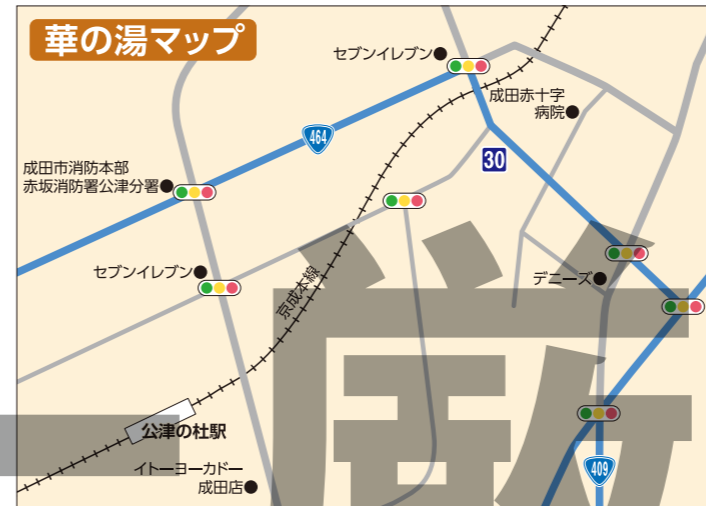 華の湯マップ
セブンイレブン
成田赤十字
病院
464
30
成田市消防本部
赤坂消防署公津分署
セブンイレブン
京成本線
デニーズ
公津の杜駅
イトーヨーカドー
成田店
409